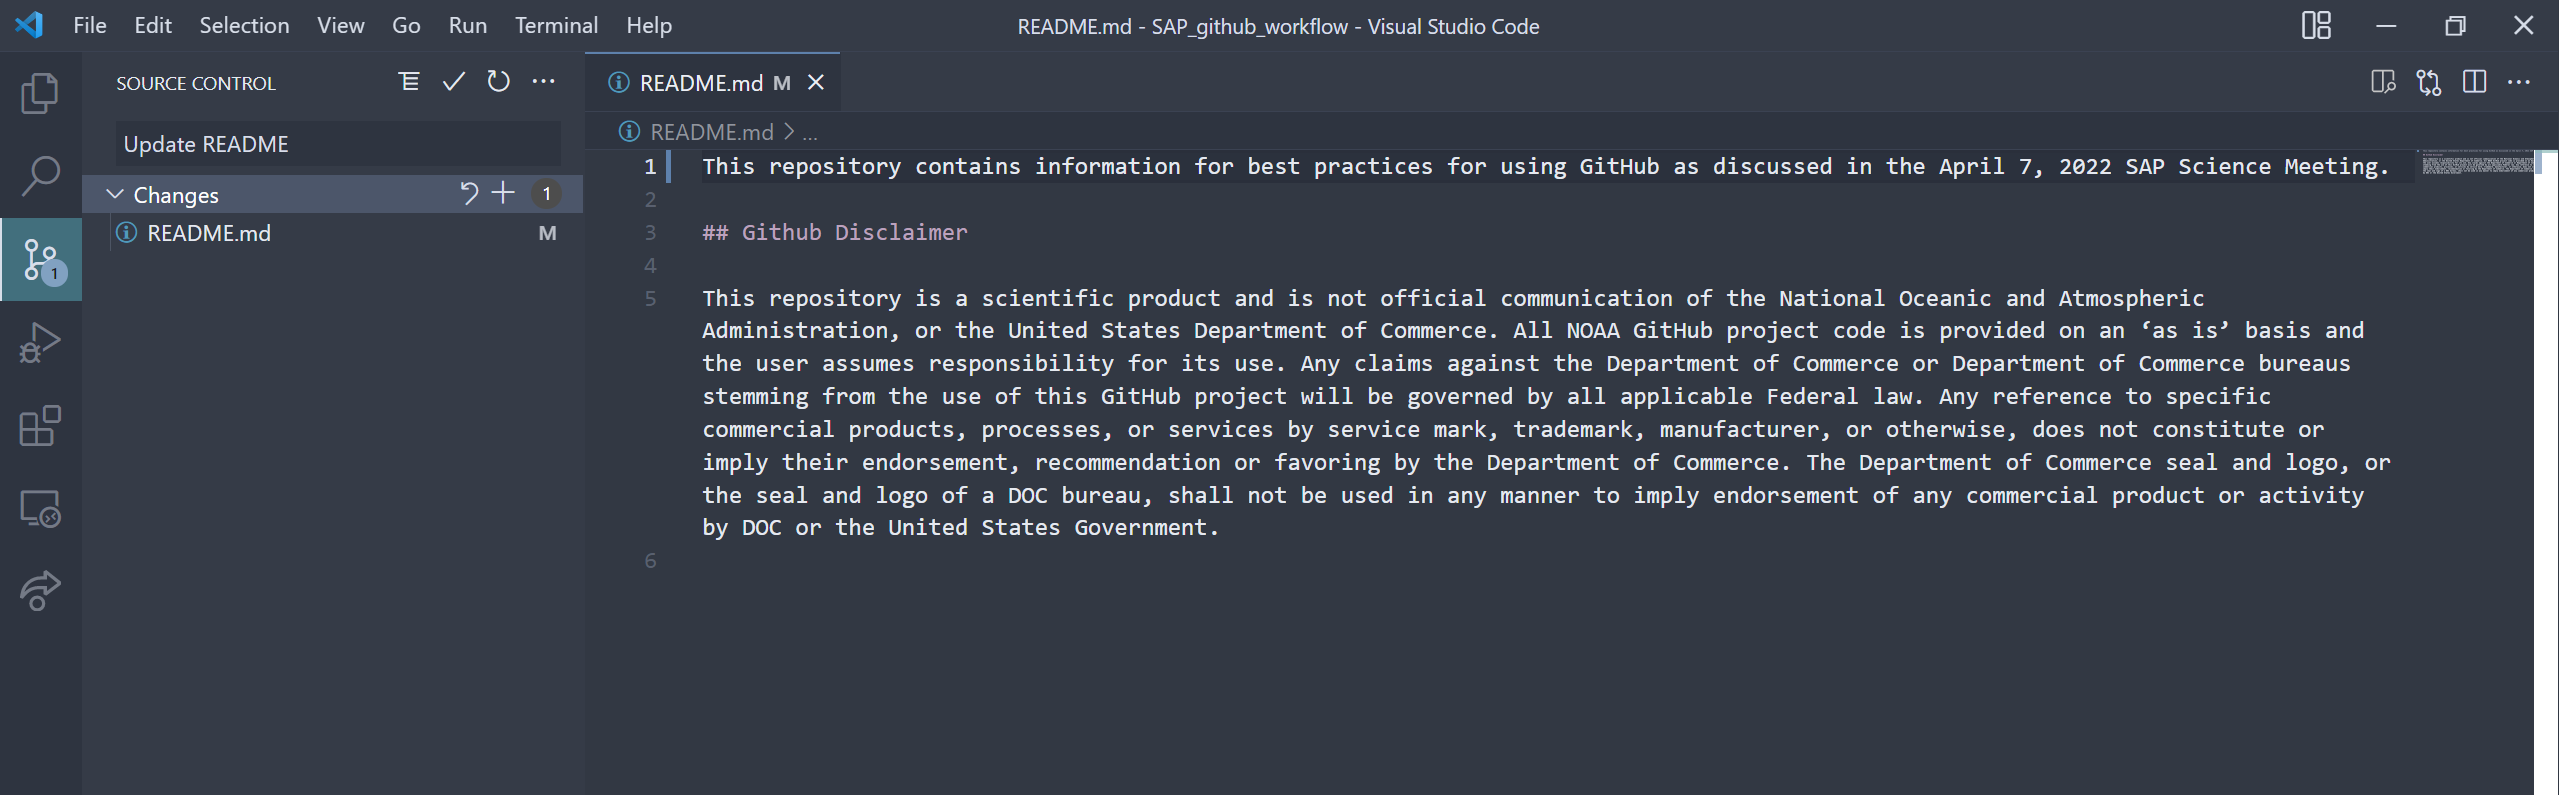 File Edit Selection View Go Run Terminal Help
README.md - SAP_github_workflow - Visual Studio Code
SOURCE CONTROL
Update README
Changes 1
README.md M
1
README.md M
README.md > ...
1 This repository contains information for best practices for using GitHub as discussed in the April 7, 2022 SAP Science Meeting.
2
3 ## Github Disclaimer
4
5 This repository is a scientific product and is not official communication of the National Oceanic and Atmospheric
Administration, or the United States Department of Commerce. All NOAA GitHub project code is provided on an ‘as is’ basis and
the user assumes responsibility for its use. Any claims against the Department of Commerce or Department of Commerce bureaus
stemming from the use of this GitHub project will be governed by all applicable Federal law. Any reference to specific
commercial products, processes, or services by service mark, trademark, manufacturer, or otherwise, does not constitute or
imply their endorsement, recommendation or favoring by the Department of Commerce. The Department of Commerce seal and logo, or
the seal and logo of a DOC bureau, shall not be used in any manner to imply endorsement of any commercial product or activity
by DOC or the United States Government.
6